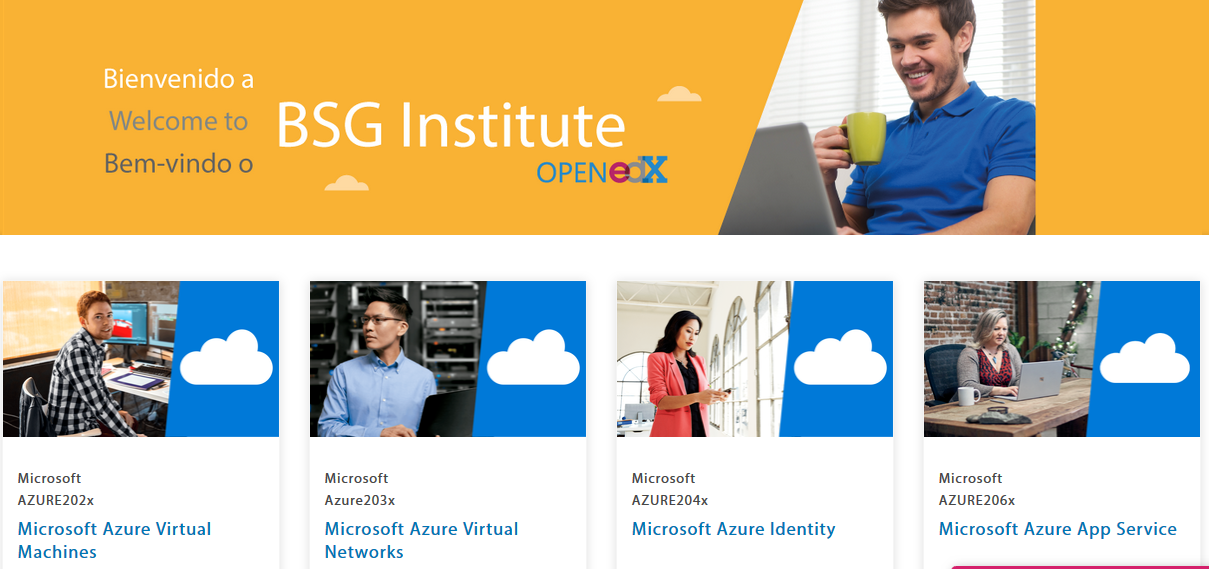 Bienvenido a
Welcome to
Bem-vindo o
BSG Institute
OPENedX
Microsoft
AZURE202x
Microsoft Azure Virtual
Machines
Microsoft
Azure203x
Microsoft Azure Virtual
Networks
Microsoft
AZURE204x
Microsoft Azure Identity
Microsoft
AZURE206x
Microsoft Azure App Service